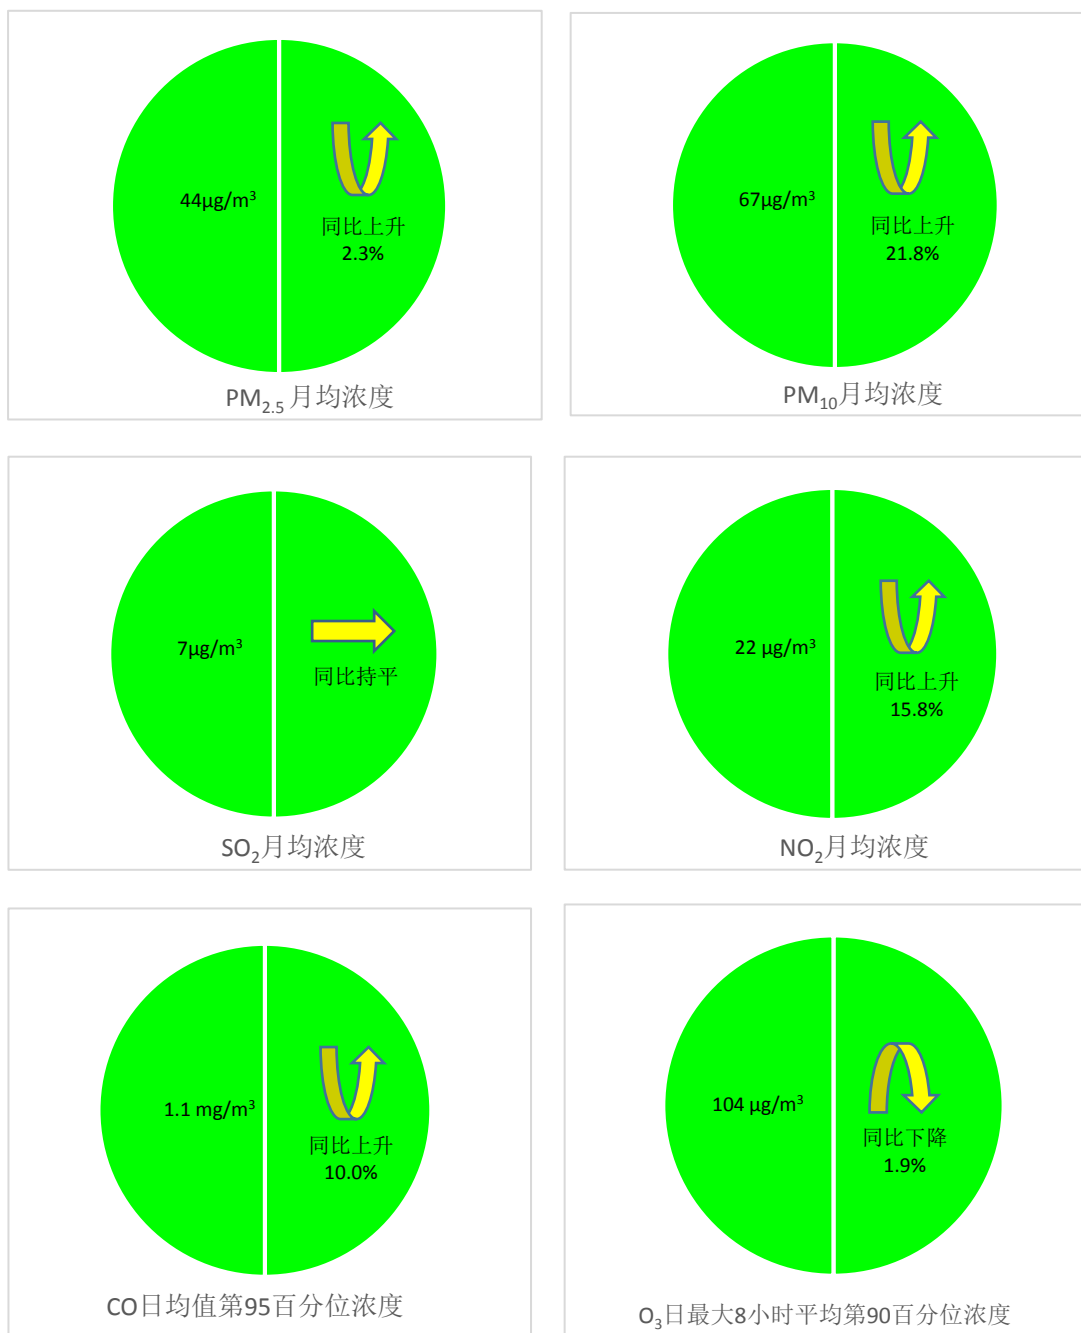 44μg/m³
同比上升
2.3%
PM₂.₅ 月均浓度
67μg/m³
同比上升
21.8%
PM₁₀月均浓度
7μg/m³
同比持平
SO₂月均浓度
22 μg/m³
同比上升
15.8%
NO₂月均浓度
1.1 mg/m³
同比上升
10.0%
CO日均值第95百分位浓度
104 μg/m³
同比下降
1.9%
O₃日最大8小时平均第90百分位浓度